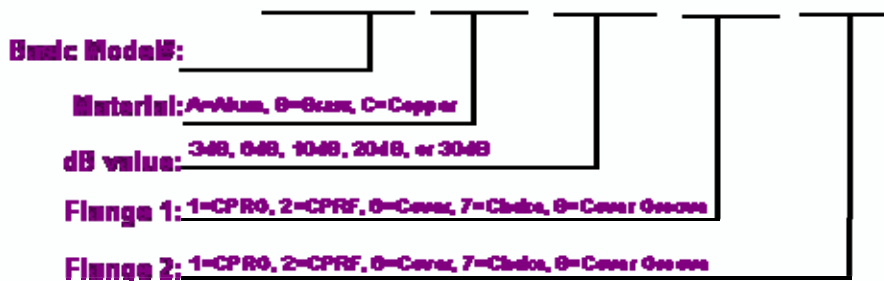 Basic Model#:
Material: A=Alum, B=Brass, C=Copper
dB value: 3dB, 6dB, 10dB, 20dB, or 30dB
Flange 1: 1=CPRG, 2=CPRF, 6=Cover, 7=Choke, 8=Cover Groove
Flange 2: 1=CPRG, 2=CPRF, 6=Cover, 7=Choke, 8=Cover Groove